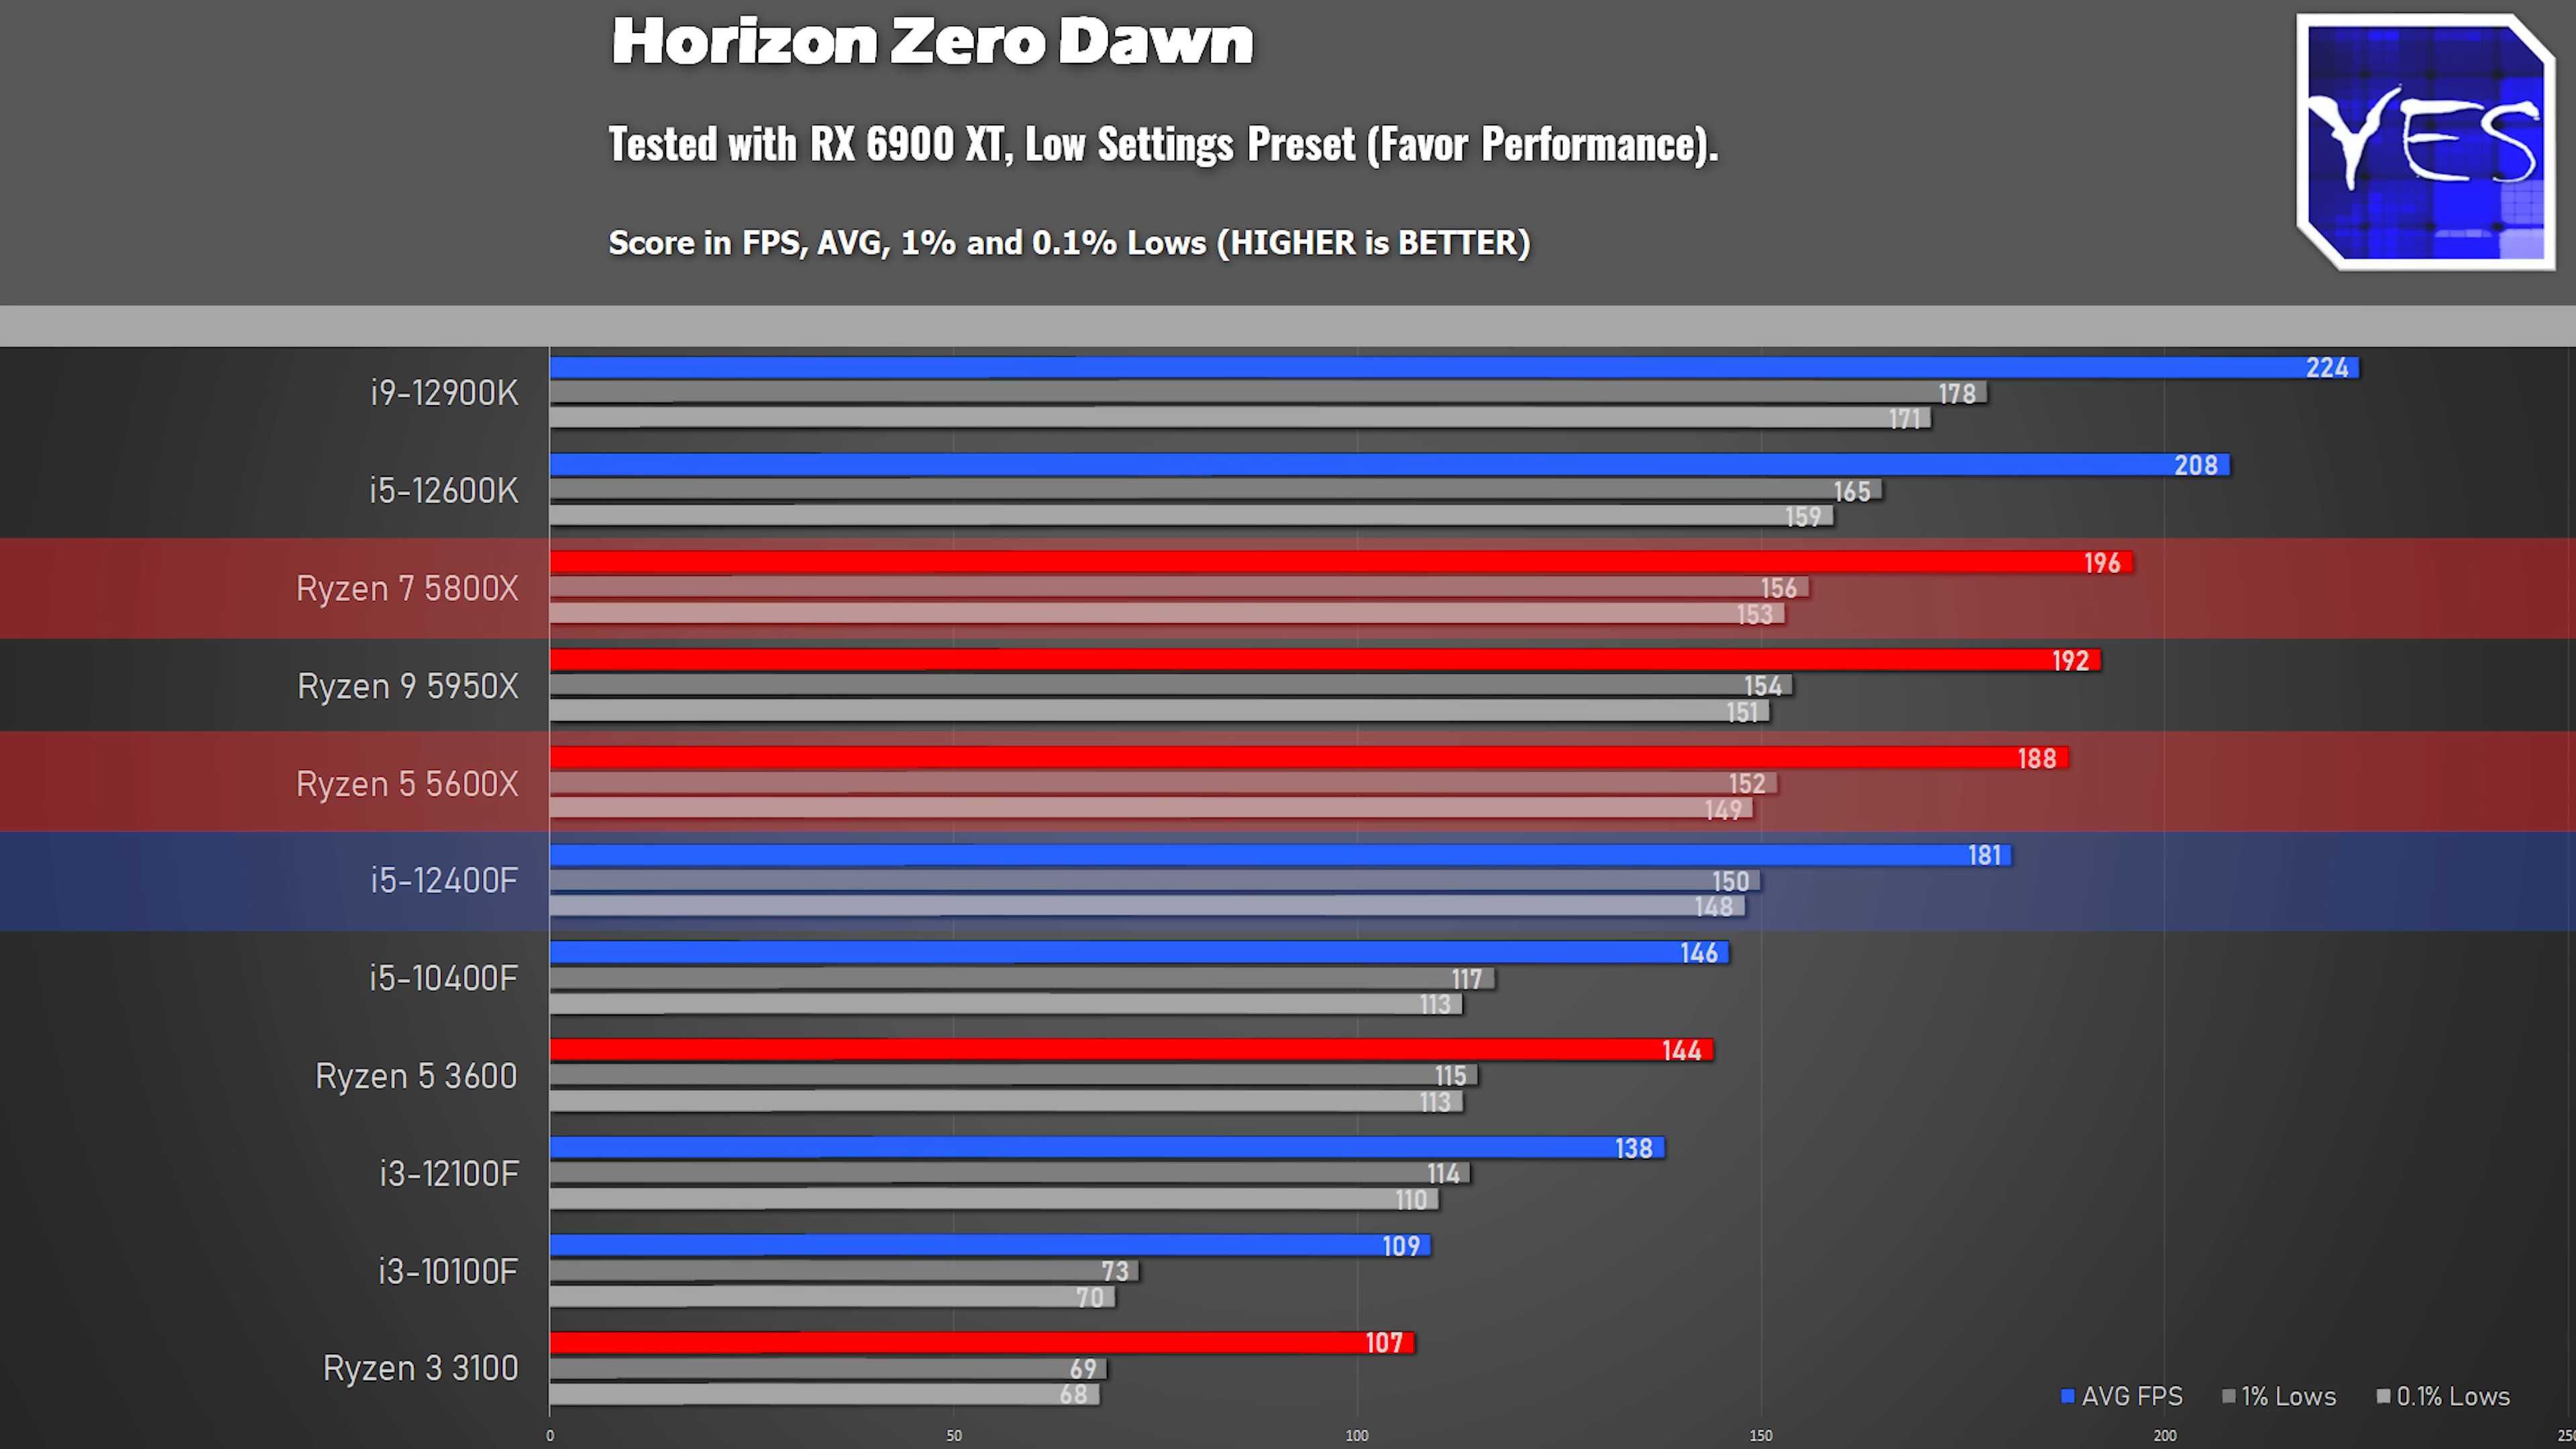 Horizon Zero Dawn
YES
Tested with RX 6900 XT, Low Settings Preset (Favor Performance).
Score in FPS, AVG, 1% and 0.1% Lows (HIGHER is BETTER)
i9-12900K
224
178
171
i5-12600K
208
165
159
Ryzen 7 5800X
196
156
153
Ryzen 9 5950X
192
154
151
Ryzen 5 5600X
188
152
149
i5-12400F
181
150
148
i5-10400F
146
117
113
Ryzen 5 3600
144
115
113
i3-12100F
138
114
110
i3-10100F
109
73
70
Ryzen 3 3100
107
69
68
AVG FPS 1% Lows 0.1% Lows
0 50 100 150 200